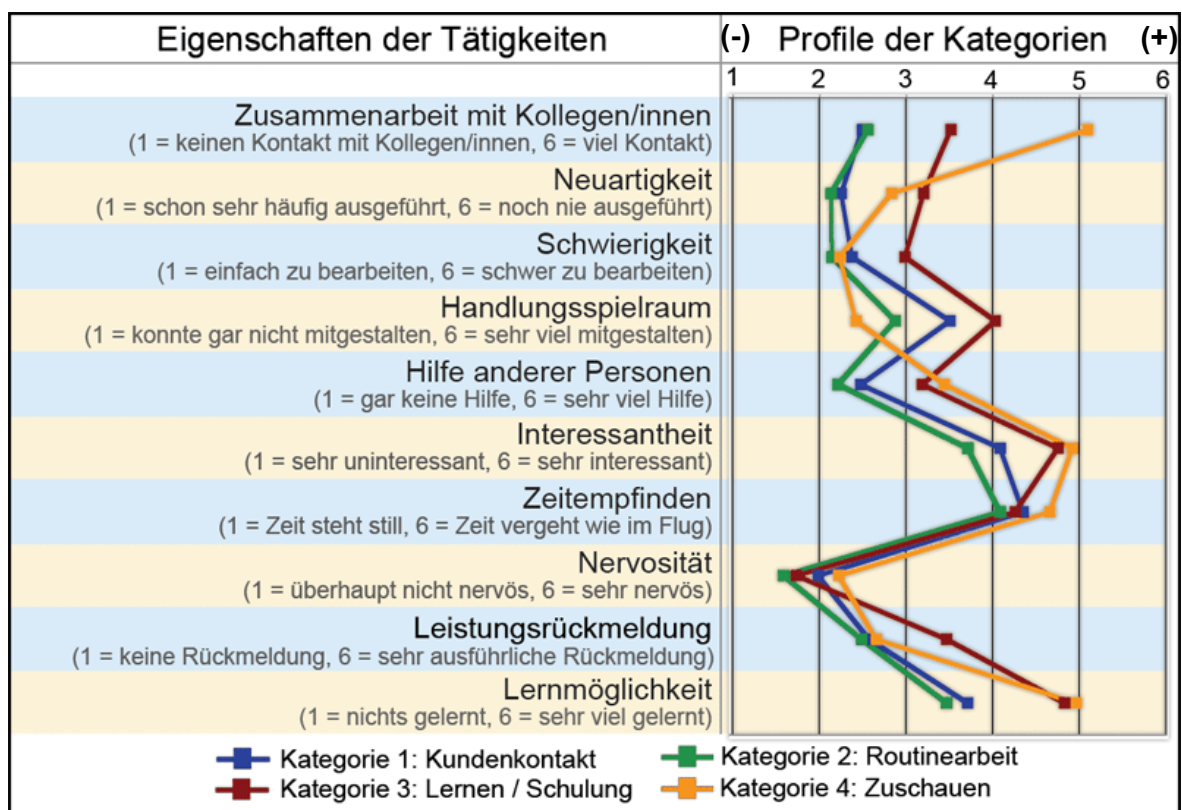 Eigenschaften der Tätigkeiten
(-) Profile der Kategorien (+)
1 2 3 4 5 6
Zusammenarbeit mit Kollegen/innen
(1 = keinen Kontakt mit Kollegen/innen, 6 = viel Kontakt)
Neuartigkeit
(1 = schon sehr häufig ausgeführt, 6 = noch nie ausgeführt)
Schwierigkeit
(1 = einfach zu bearbeiten, 6 = schwer zu bearbeiten)
Handlungsspielraum
(1 = konnte gar nicht mitgestalten, 6 = sehr viel mitgestalten)
Hilfe anderer Personen
(1 = gar keine Hilfe, 6 = sehr viel Hilfe)
Interessantheit
(1 = sehr uninteressant, 6 = sehr interessant)
Zeitempfinden
(1 = Zeit steht still, 6 = Zeit vergeht wie im Flug)
Nervosität
(1 = überhaupt nicht nervös, 6 = sehr nervös)
Leistungsrückmeldung
(1 = keine Rückmeldung, 6 = sehr ausführliche Rückmeldung)
Lernmöglichkeit
(1 = nichts gelernt, 6 = sehr viel gelernt)
Kategorie 1: Kundenkontakt
Kategorie 2: Routinearbeit
Kategorie 3: Lernen / Schulung
Kategorie 4: Zuschauen